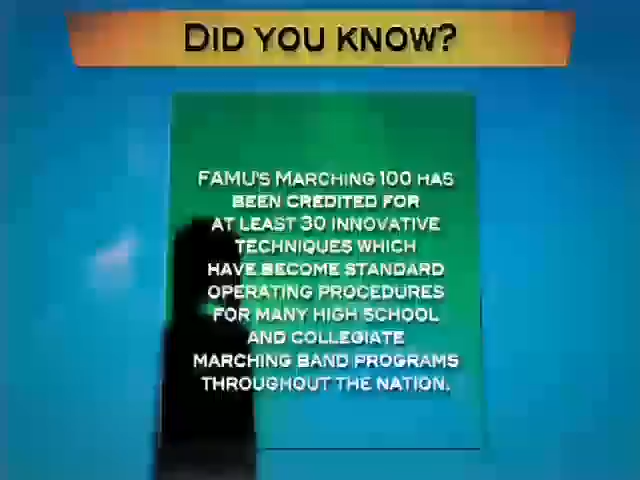 DID YOU KNOW?
FAMU'S MARCHING 100 HAS
BEEN CREDITED FOR
AT LEAST 30 INNOVATIVE
TECHNIQUES WHICH
HAVE BECOME STANDARD
OPERATING PROCEDURES
FOR MANY HIGH SCHOOL
AND COLLEGIATE
MARCHING BAND PROGRAMS
THROUGHOUT THE NATION.